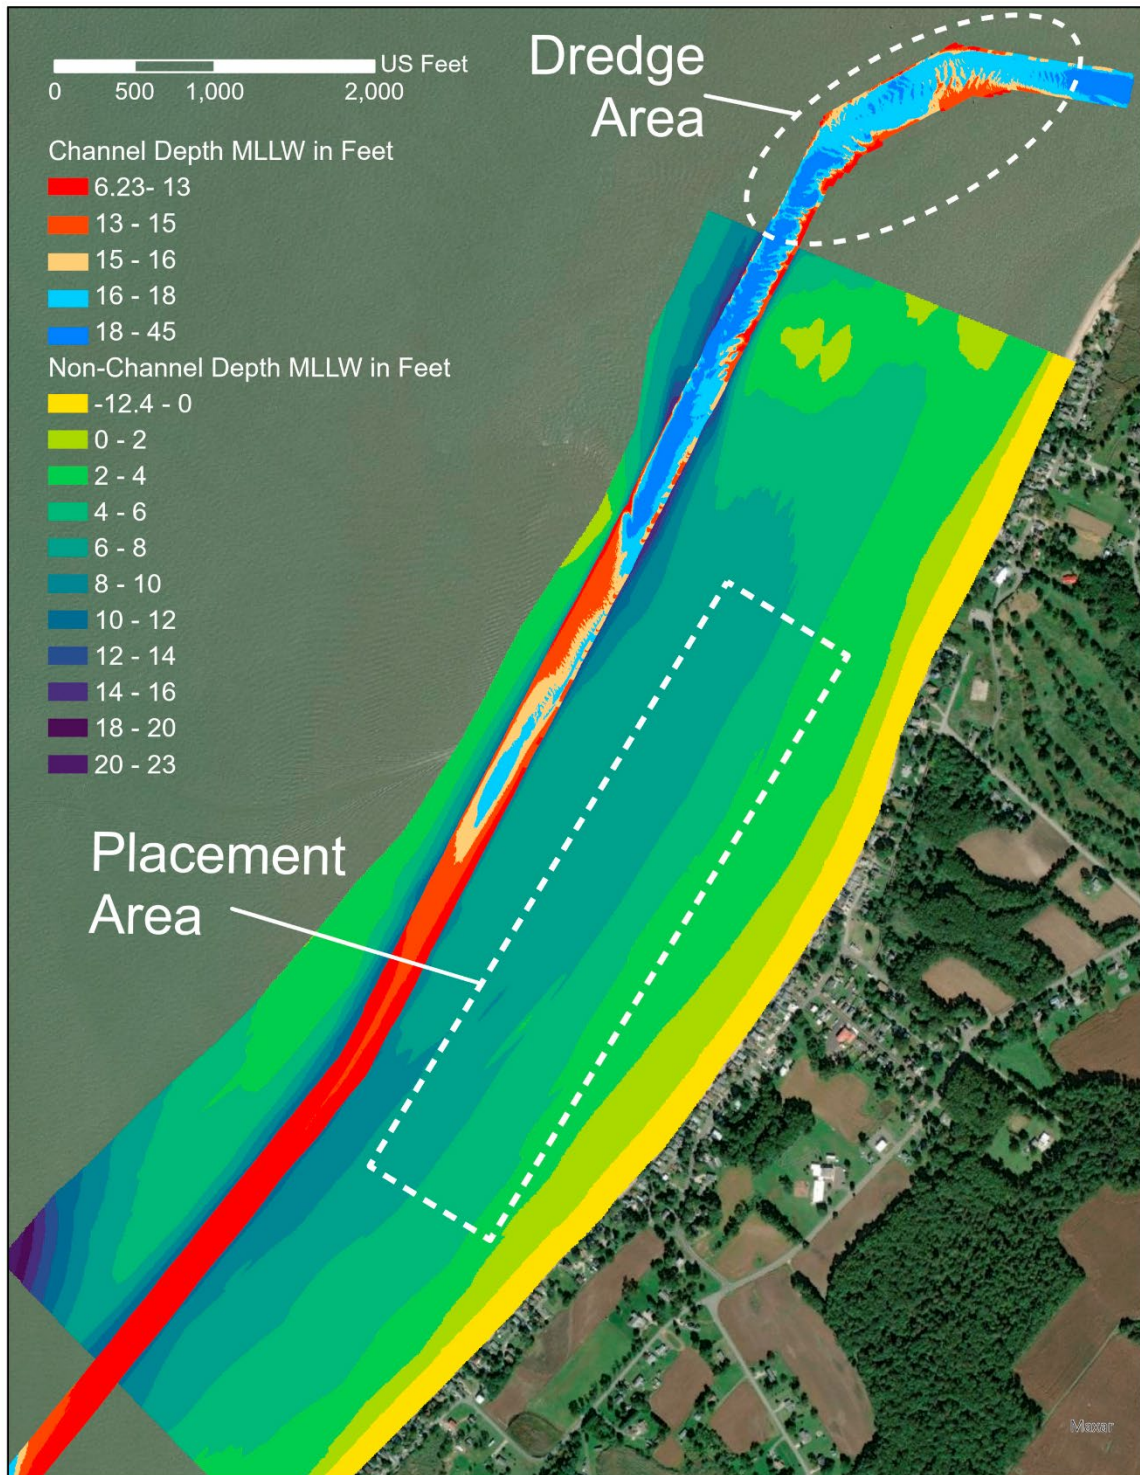 US Feet
0 500 1,000 2,000
Dredge
Area
Channel Depth MLLW in Feet
6.23- 13
13 - 15
15 - 16
16 - 18
18 - 45
Non-Channel Depth MLLW in Feet
-12.4 - 0
0 - 2
2 - 4
4 - 6
6 - 8
8 - 10
10 - 12
12 - 14
14 - 16
18 - 20
20 - 23
Placement
Area
Maxar